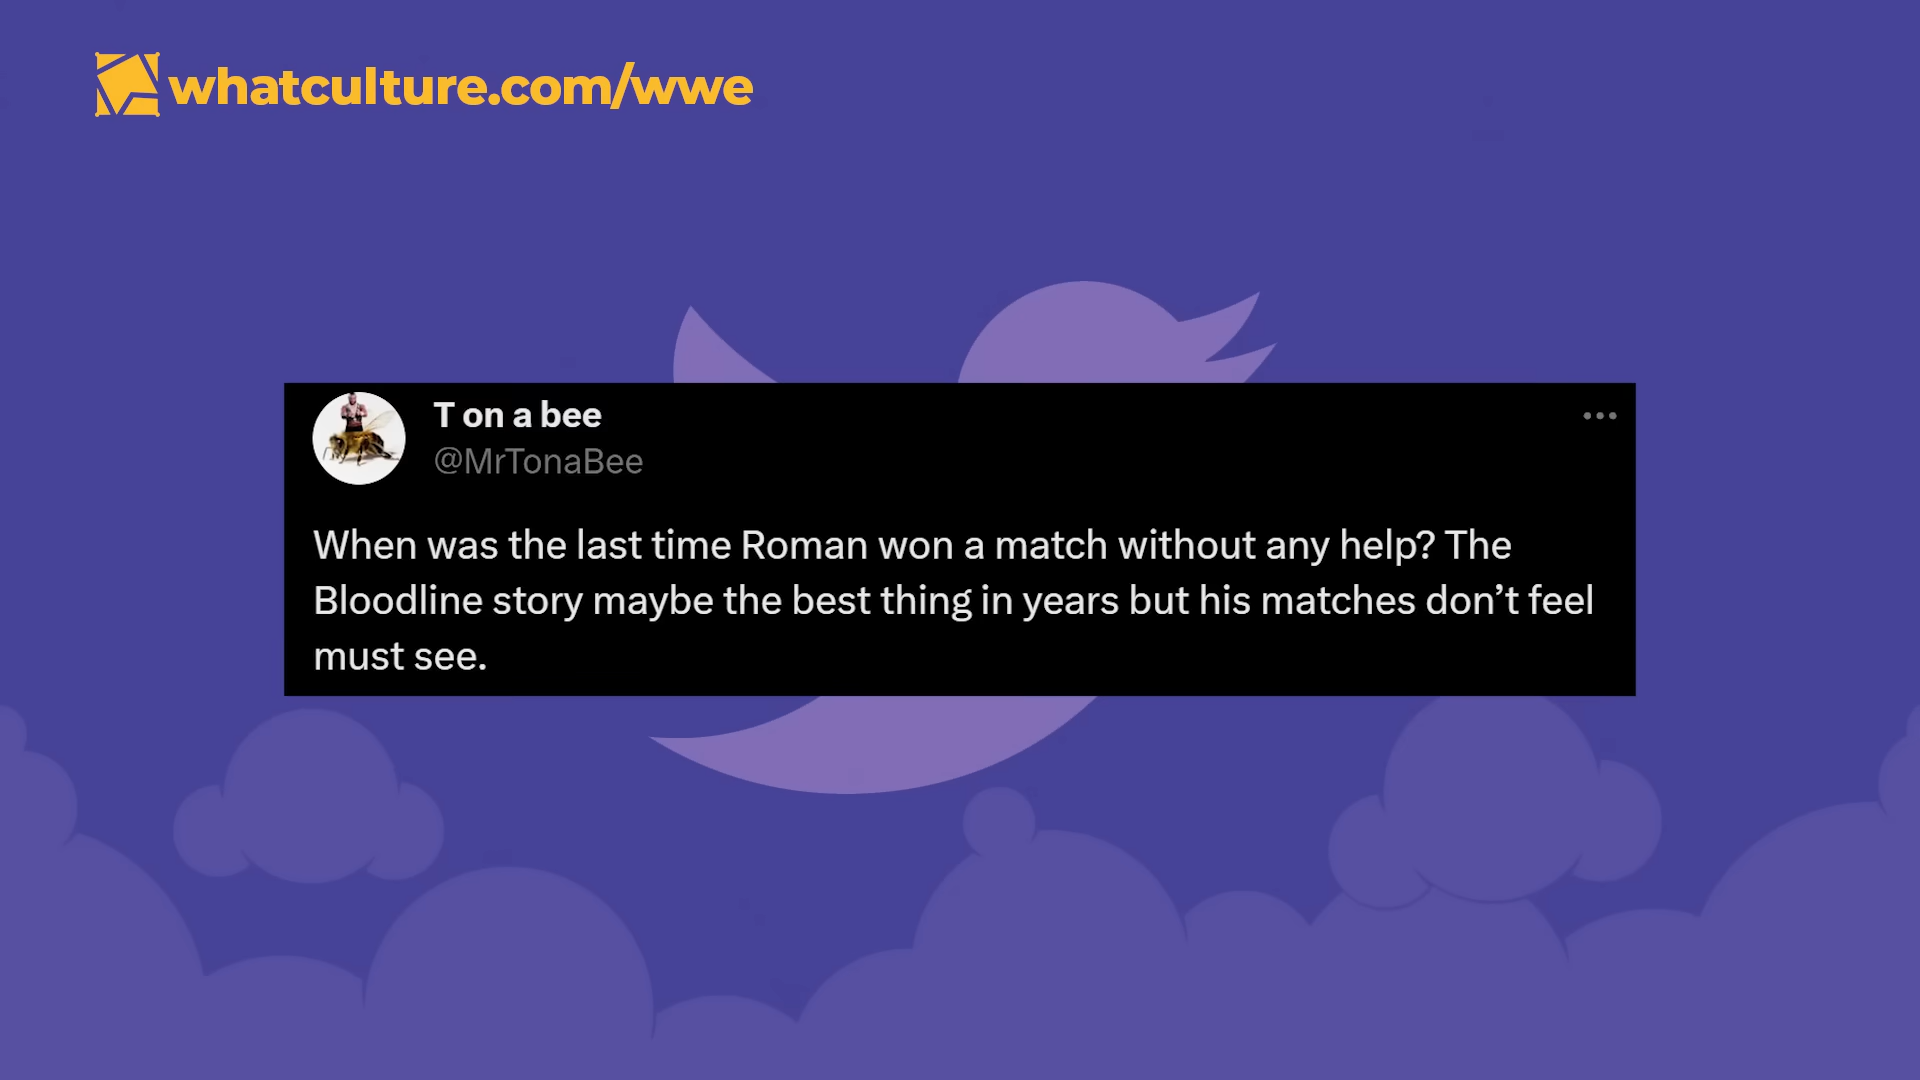 whatculture.com/wwe
T on a bee
@MrTonaBee
When was the last time Roman won a match without any help? The
Bloodline story maybe the best thing in years but his matches don’t feel
must see.